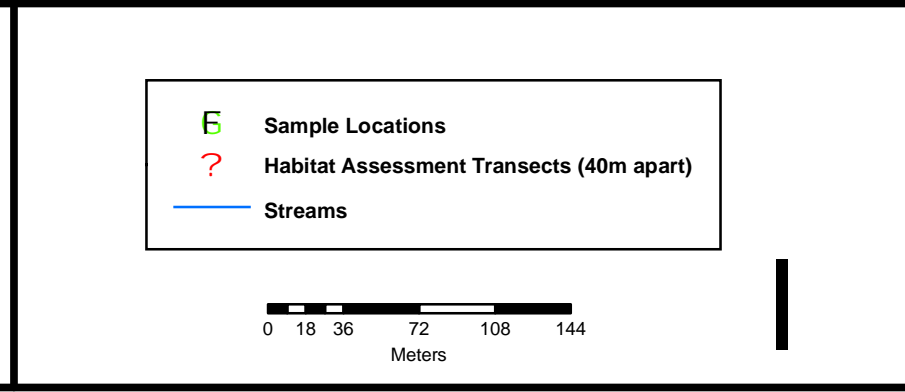 Sample Locations
? Habitat Assessment Transects (40m apart)
Streams
0 18 36 72 108 144
Meters